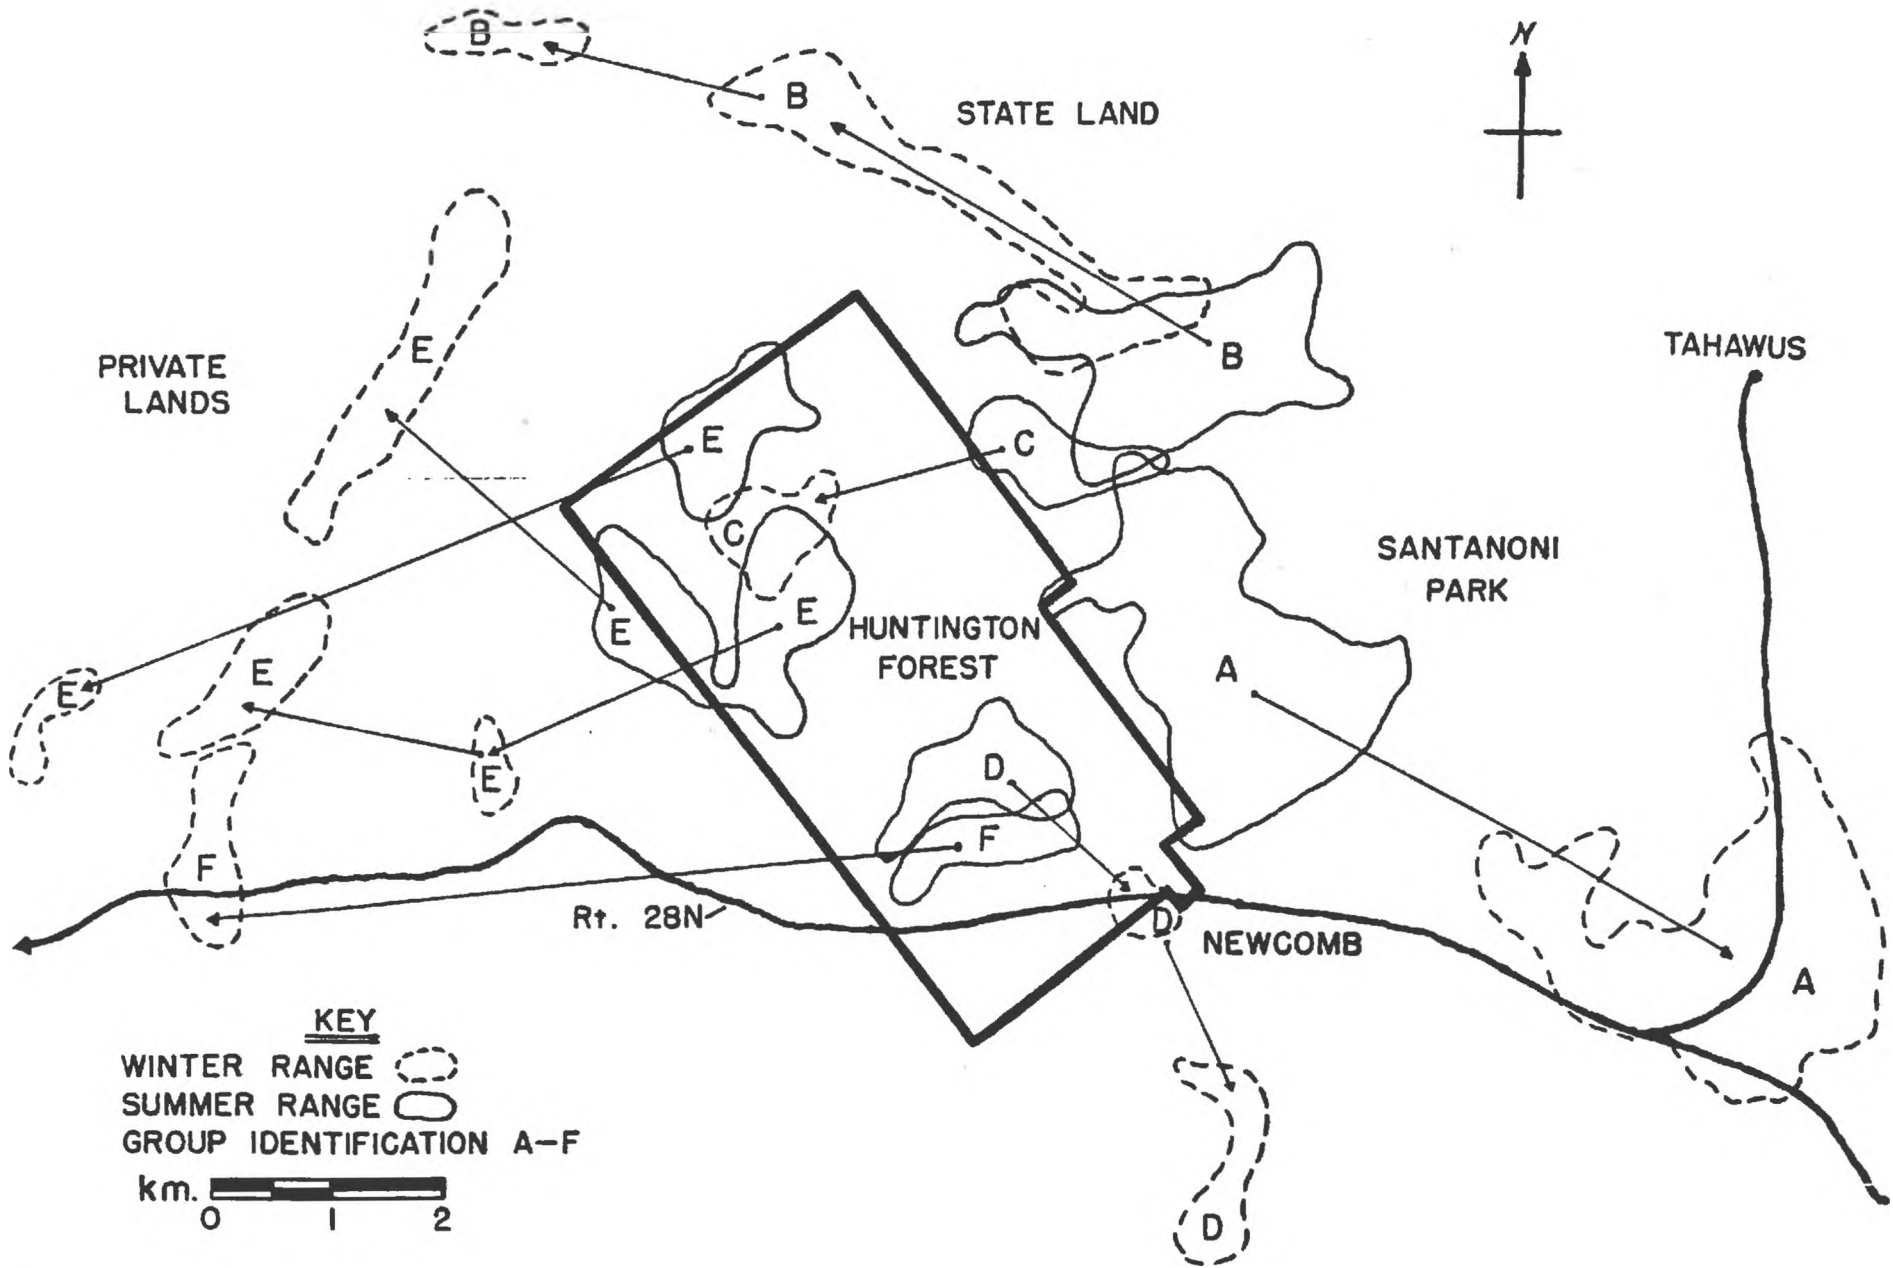 B
N
B
STATE LAND
E
B
TAHAWUS
PRIVATE
LANDS
E
C
C
SANTANONI
PARK
E
E
HUNTINGTON
FOREST
A
E
E
D
E
F
F
Rt. 28N
D
NEWCOMB
A
KEY
WINTER RANGE
SUMMER RANGE
GROUP IDENTIFICATION A-F
km.
0 1 2
D